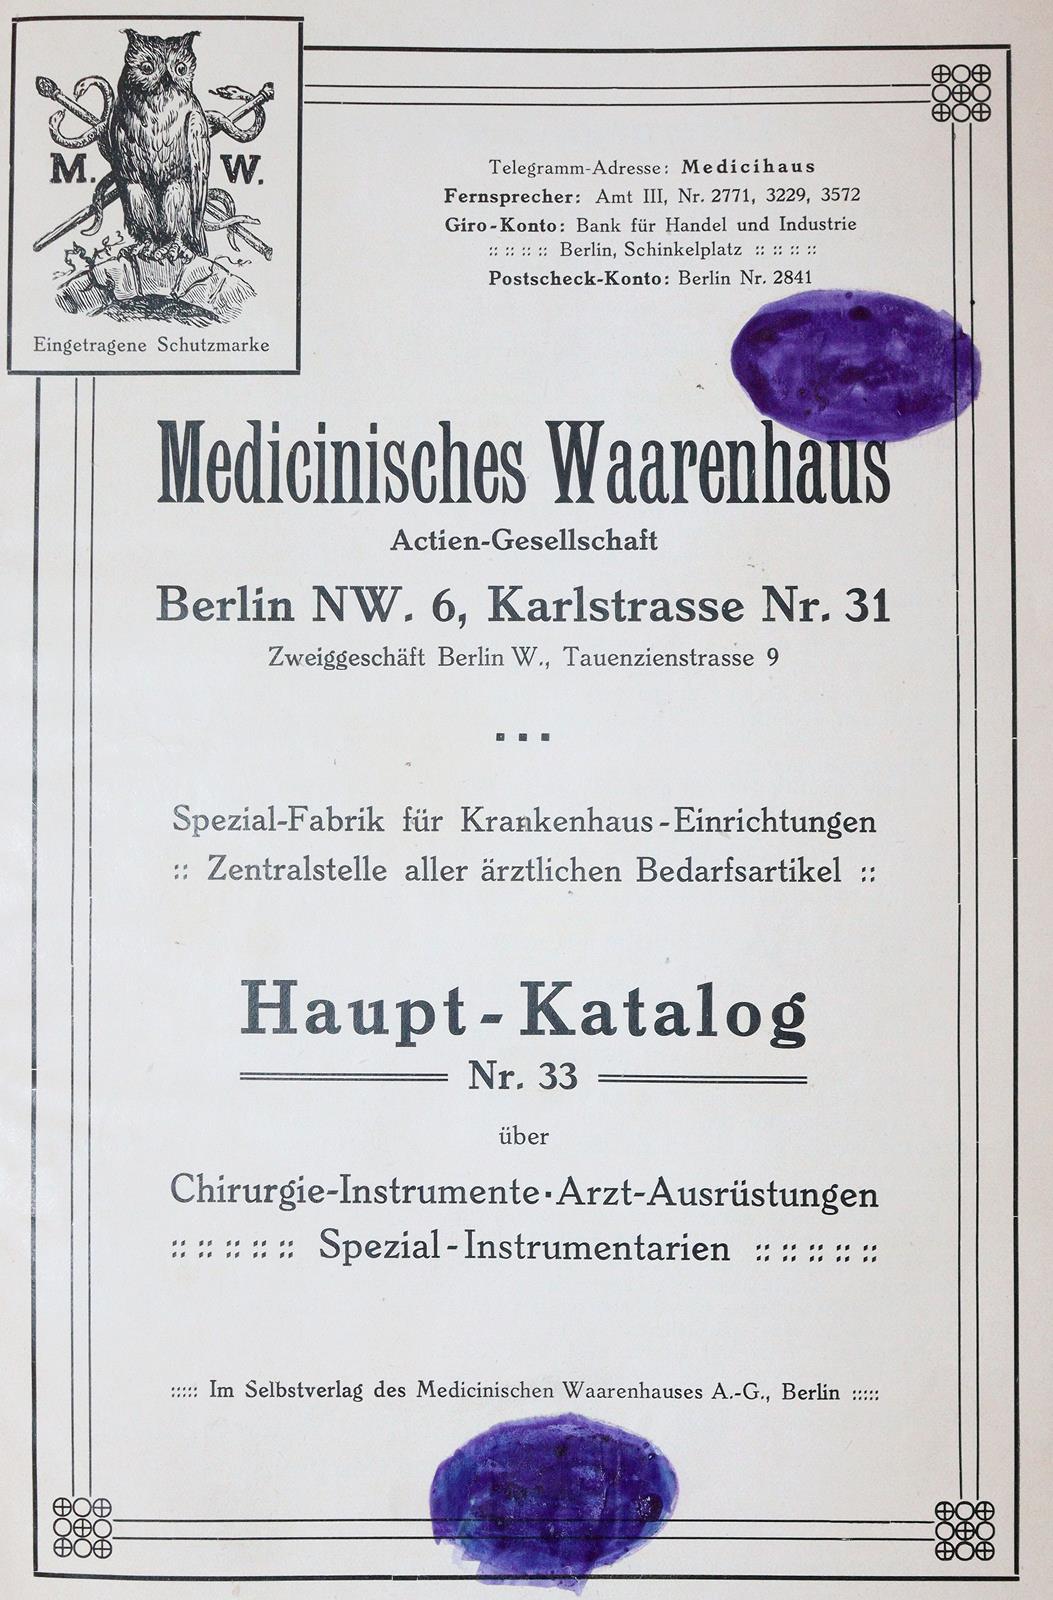 M. W.
Eingetragene Schutzmarke
Telegramm-Adresse: Medicihaus
Fernsprecher: Amt III, Nr. 2771, 3229, 3572
Giro-Konto: Bank für Handel und Industrie
:: :: :: :: Berlin, Schinkelplatz :: :: :: ::
Postscheck-Konto: Berlin Nr. 2841
Medicinisches Waarenhaus
Actien-Gesellschaft
Berlin NW. 6, Karlstrasse Nr. 31
Zweiggeschäft Berlin W., Tauenzienstrasse 9
Spezial-Fabrik für Krankenhaus-Einrichtungen
:: Zentralstelle aller ärztlichen Bedarfsartikel ::
Haupt-Katalog
Nr. 33
über
Chirurgie-Instrumente · Arzt-Ausrüstungen
:: :: :: :: :: Spezial-Instrumentarien :: :: :: :: ::
::::: Im Selbstverlag des Medicinischen Waarenhauses A.-G., Berlin :::::